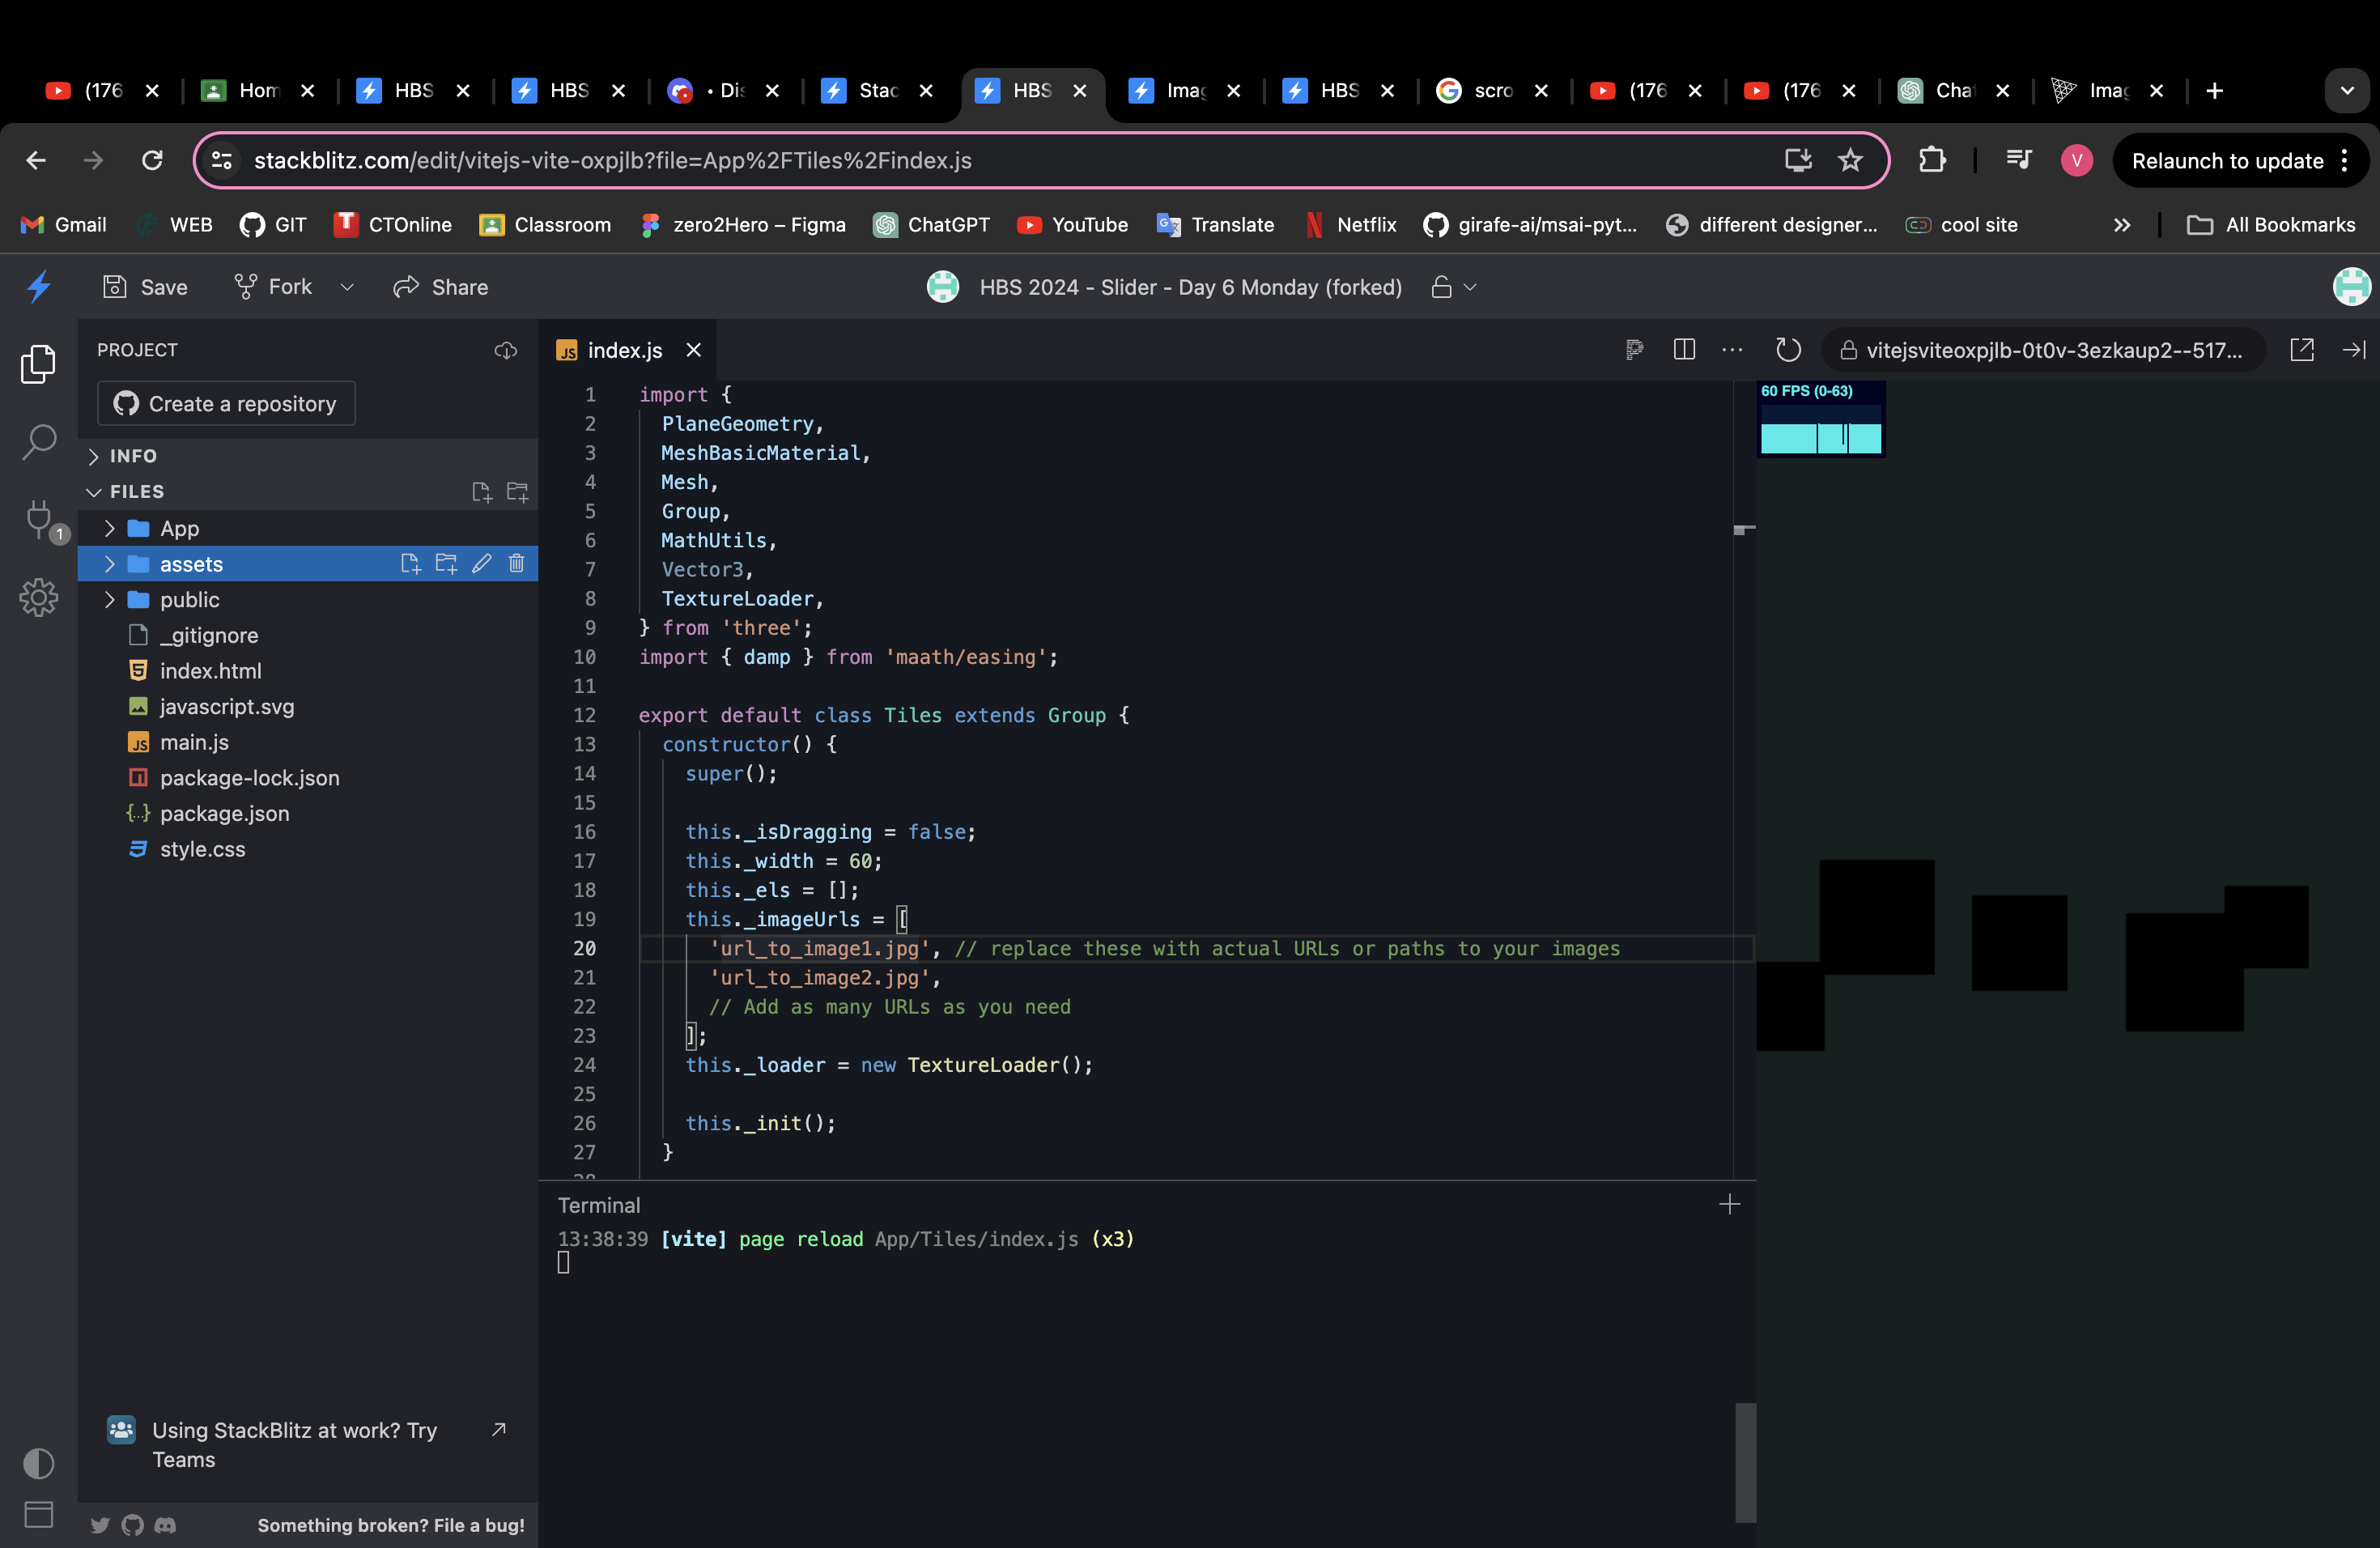 (176
Hom
HBS
HBS
• Dis
Stac
HBS
Imag
HBS
scro
(176
(176
Cha
Imag
stackblitz.com/edit/vitejs-vite-oxpjlb?file=App%2FTiles%2Findex.js
V
Relaunch to update
Gmail
WEB
GIT
CTOnline
Classroom
zero2Hero – Figma
ChatGPT
YouTube
Translate
Netflix
girafe-ai/msai-pyt...
different designer...
cool site
All Bookmarks
Save
Fork
Share
HBS 2024 - Slider - Day 6 Monday (forked)
PROJECT
Create a repository
INFO
FILES
App
assets
public
_gitignore
index.html
javascript.svg
main.js
package-lock.json
package.json
style.css
1
Using StackBlitz at work? Try
Teams
Something broken? File a bug!
JS index.js
vitejsviteoxpjlb-0t0v-3ezkaup2--517...
60 FPS (0-63)
1 import {
2 PlaneGeometry,
3 MeshBasicMaterial,
4 Mesh,
5 Group,
6 MathUtils,
7 Vector3,
8 TextureLoader,
9 } from 'three';
10 import { damp } from 'maath/easing';
11
12 export default class Tiles extends Group {
13 constructor() {
14 super();
15
16 this._isDragging = false;
17 this._width = 60;
18 this._els = [];
19 this._imageUrls = [
20 'url_to_image1.jpg', // replace these with actual URLs or paths to your images
21 'url_to_image2.jpg',
22 // Add as many URLs as you need
23 ];
24 this._loader = new TextureLoader();
25
26 this._init();
27 }
Terminal
13:38:39 [vite] page reload App/Tiles/index.js (x3)